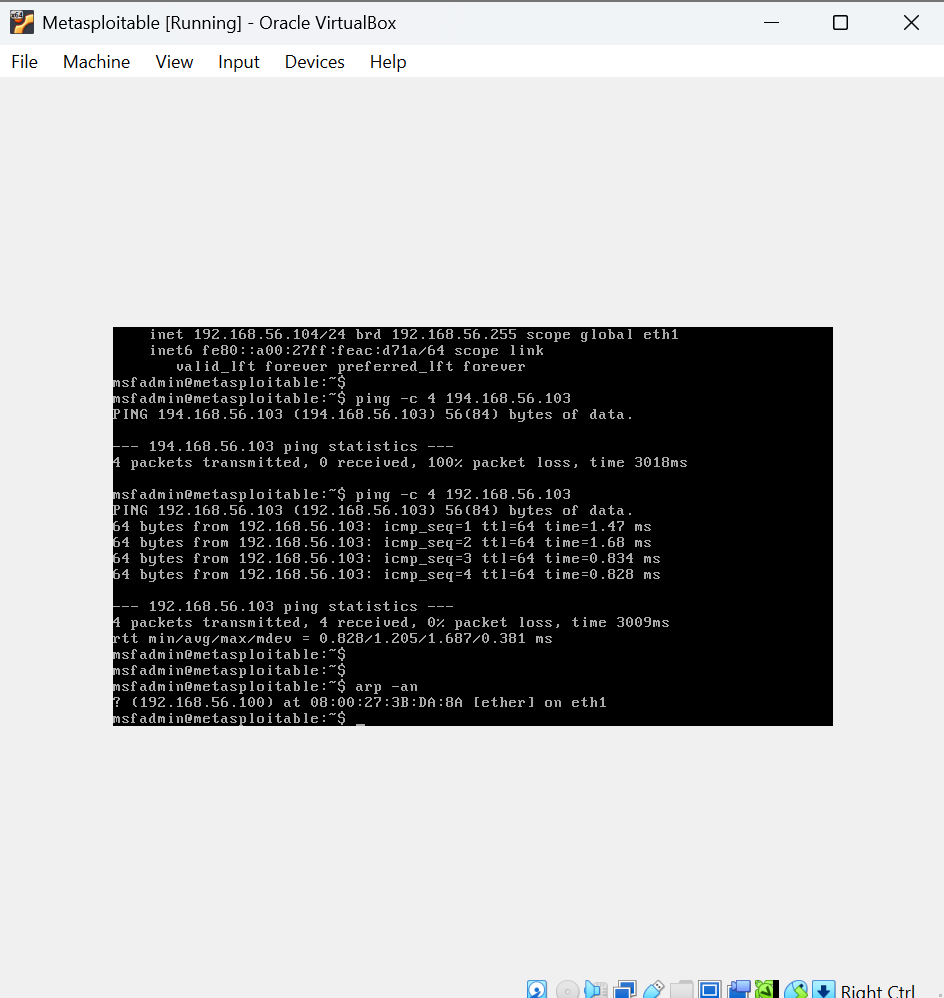 Metasploitable [Running] - Oracle VirtualBox
File Machine View Input Devices Help
inet 192.168.56.104/24 brd 192.168.56.255 scope global eth1
inet6 fe80::a00:27ff:feac:d71a/64 scope link
valid_lft forever preferred_lft forever
msfadmin@metasploitable:~$
msfadmin@metasploitable:~$ ping -c 4 194.168.56.103
PING 194.168.56.103 (194.168.56.103) 56(84) bytes of data.
--- 194.168.56.103 ping statistics ---
4 packets transmitted, 0 received, 100% packet loss, time 3018ms
msfadmin@metasploitable:~$ ping -c 4 192.168.56.103
PING 192.168.56.103 (192.168.56.103) 56(84) bytes of data.
64 bytes from 192.168.56.103: icmp_seq=1 ttl=64 time=1.47 ms
64 bytes from 192.168.56.103: icmp_seq=2 ttl=64 time=1.68 ms
64 bytes from 192.168.56.103: icmp_seq=3 ttl=64 time=0.834 ms
64 bytes from 192.168.56.103: icmp_seq=4 ttl=64 time=0.828 ms
--- 192.168.56.103 ping statistics ---
4 packets transmitted, 4 received, 0% packet loss, time 3009ms
rtt min/avg/max/mdev = 0.828/1.205/1.687/0.381 ms
msfadmin@metasploitable:~$
msfadmin@metasploitable:~$
msfadmin@metasploitable:~$ arp -an
? (192.168.56.100) at 08:00:27:3B:DA:8A [ether] on eth1
msfadmin@metasploitable:~$ _
Right Ctrl